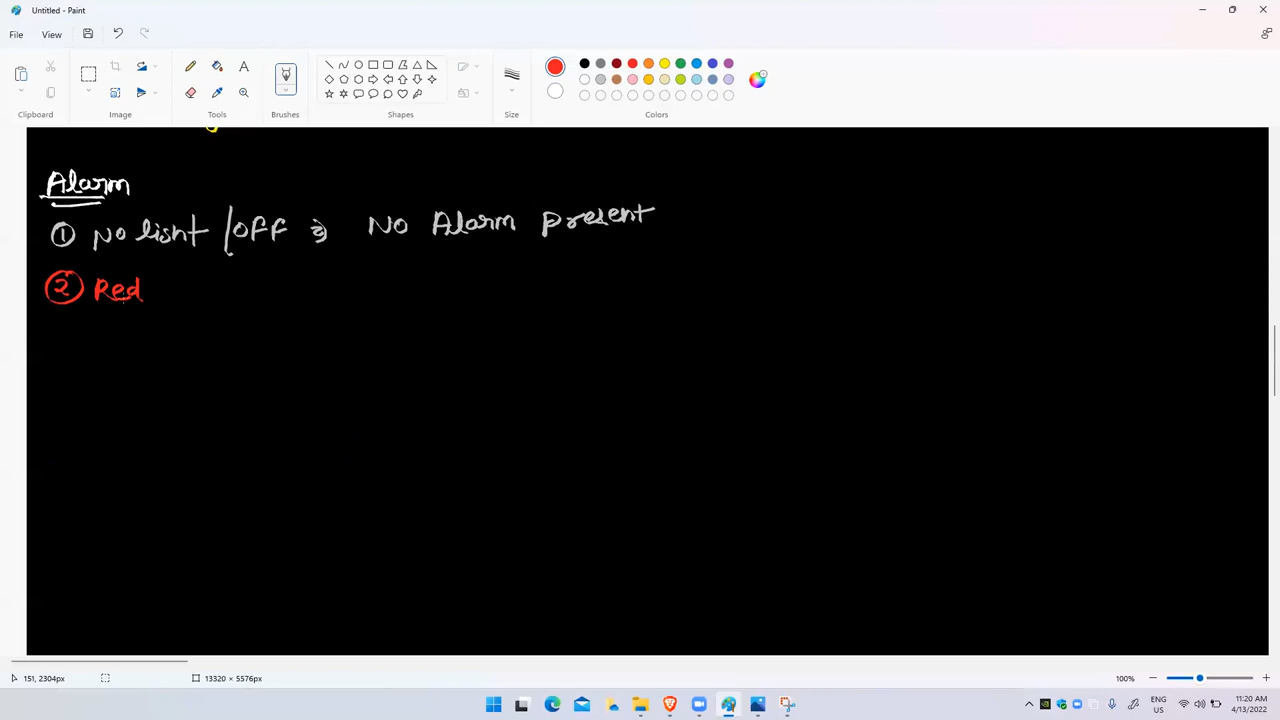 Untitled - Paint
File View
Clipboard Image Tools Brushes Shapes Size Colors
Alarm
① No light /OFF ⇒ No Alarm present
② Red
151, 2304px 13320 × 5576px 100%
ENG US 11:20 AM 4/13/2022